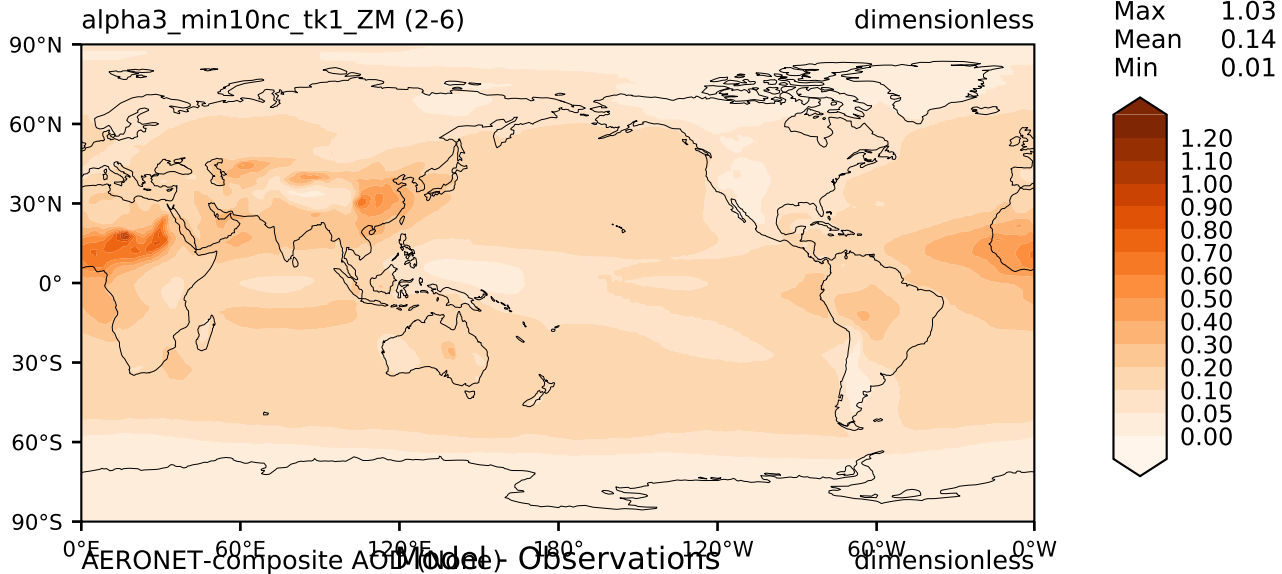 alpha3_min10nc_tk1_ZM (2-6) dimensionless
Max 1.03
Mean 0.14
Min 0.01
90°N
60°N
30°N
0°
30°S
60°S
90°S
0°E 60°E 120°E 180° 120°W 60°W 0°W
1.20
1.10
1.00
0.90
0.80
0.70
0.60
0.50
0.40
0.30
0.20
0.10
0.05
0.00
AERONET-composite AOD (None) dimensionless
Model - Observations